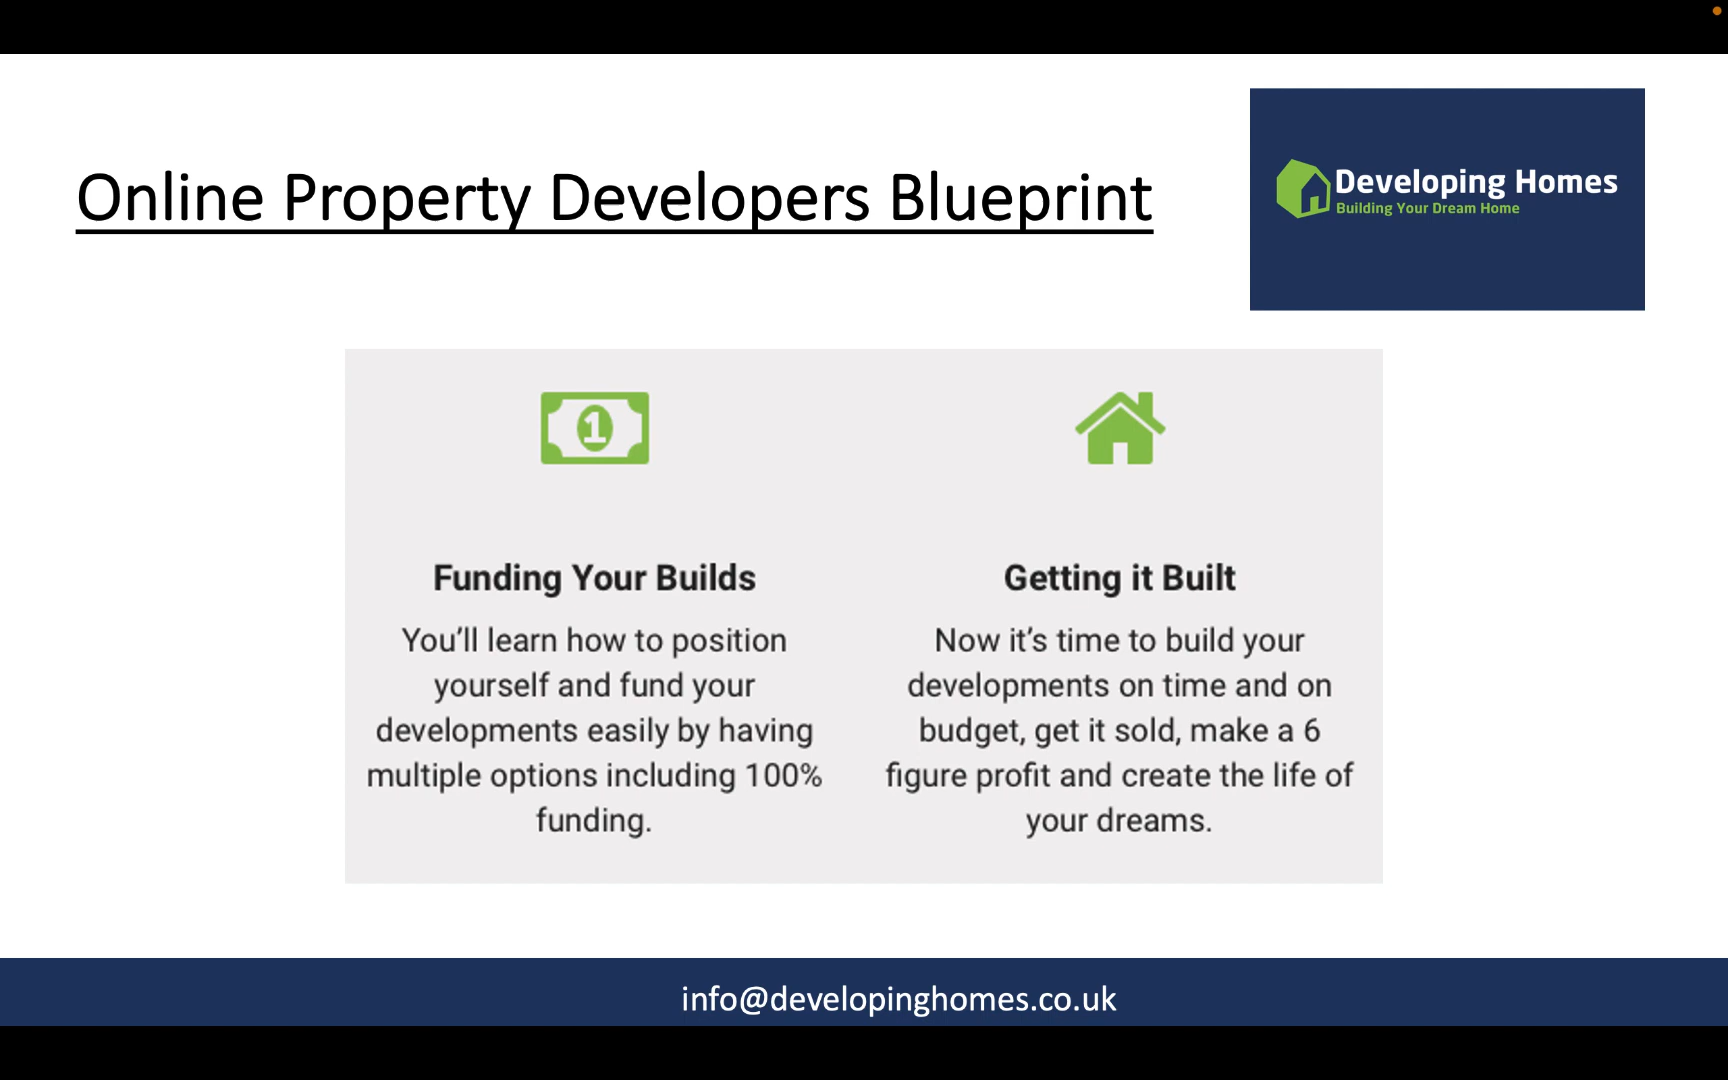 Online Property Developers Blueprint
Developing Homes
Building Your Dream Home
1
Funding Your Builds
You’ll learn how to position
yourself and fund your
developments easily by having
multiple options including 100%
funding.
Getting it Built
Now it’s time to build your
developments on time and on
budget, get it sold, make a 6
figure profit and create the life of
your dreams.
info@developinghomes.co.uk